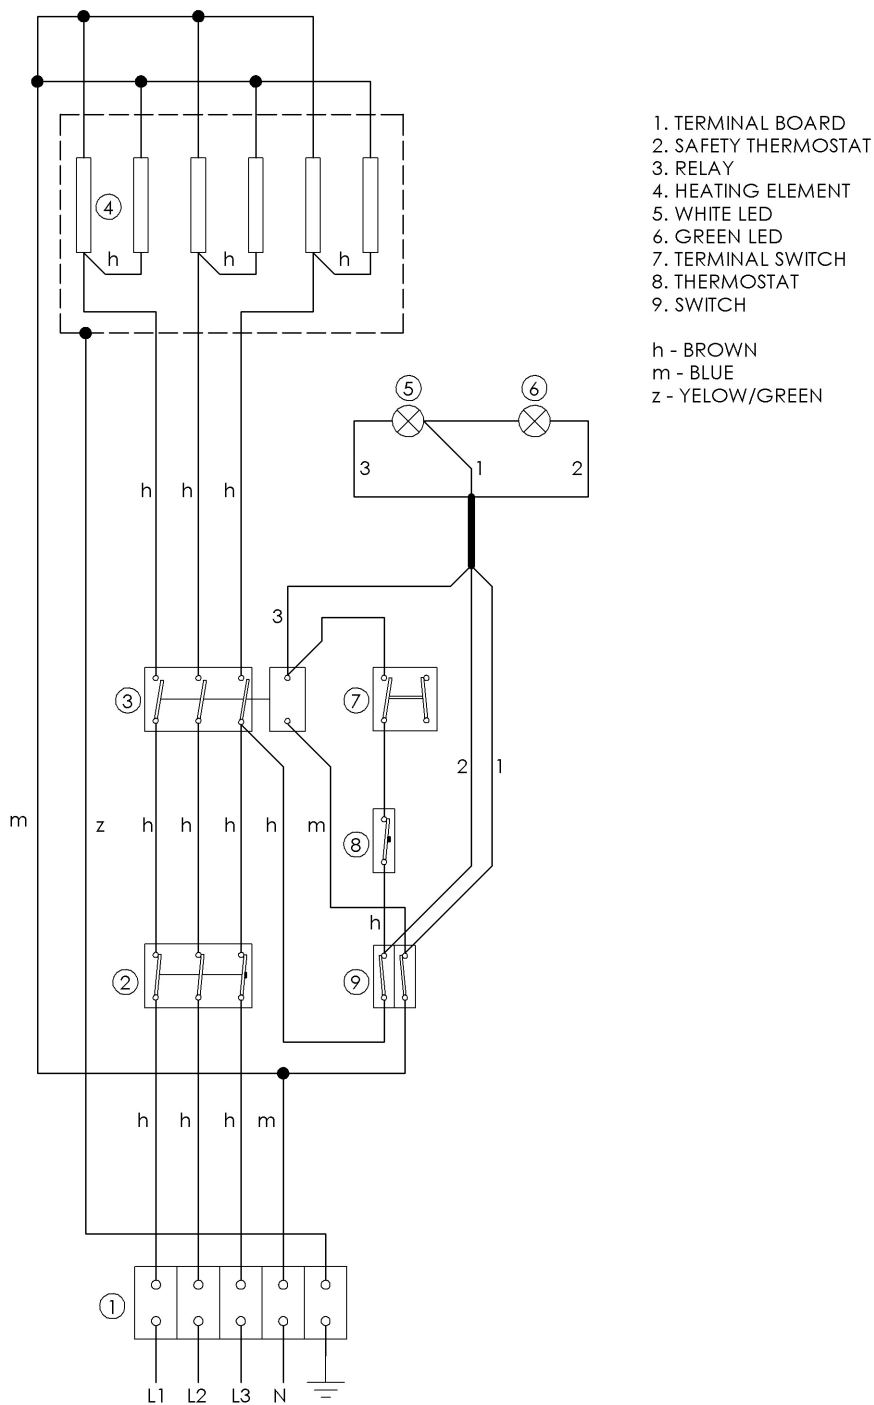 1. TERMINAL BOARD
2. SAFETY THERMOSTAT
3. RELAY
4. HEATING ELEMENT
5. WHITE LED
6. GREEN LED
7. TERMINAL SWITCH
8. THERMOSTAT
9. SWITCH
h - BROWN
m - BLUE
z - YELOW/GREEN
4
h h h
5 6
3 1 2
h h h
3
3 7
2 1
m z h h h h m
8
h
2 9
h h h m
1
L1 L2 L3 N